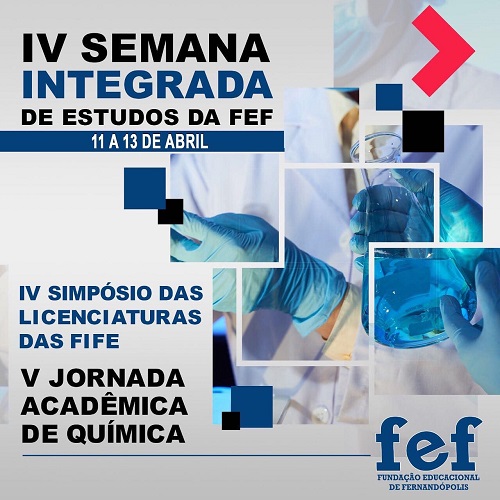 IV SEMANA
INTEGRADA
DE ESTUDOS DA FEF
11 A 13 DE ABRIL
IV SIMPÓSIO DAS
LICENCIATURAS
DAS FIFE
V JORNADA
ACADÊMICA
DE QUÍMICA
fef
FUNDAÇÃO EDUCACIONAL
DE FERNANDÓPOLIS